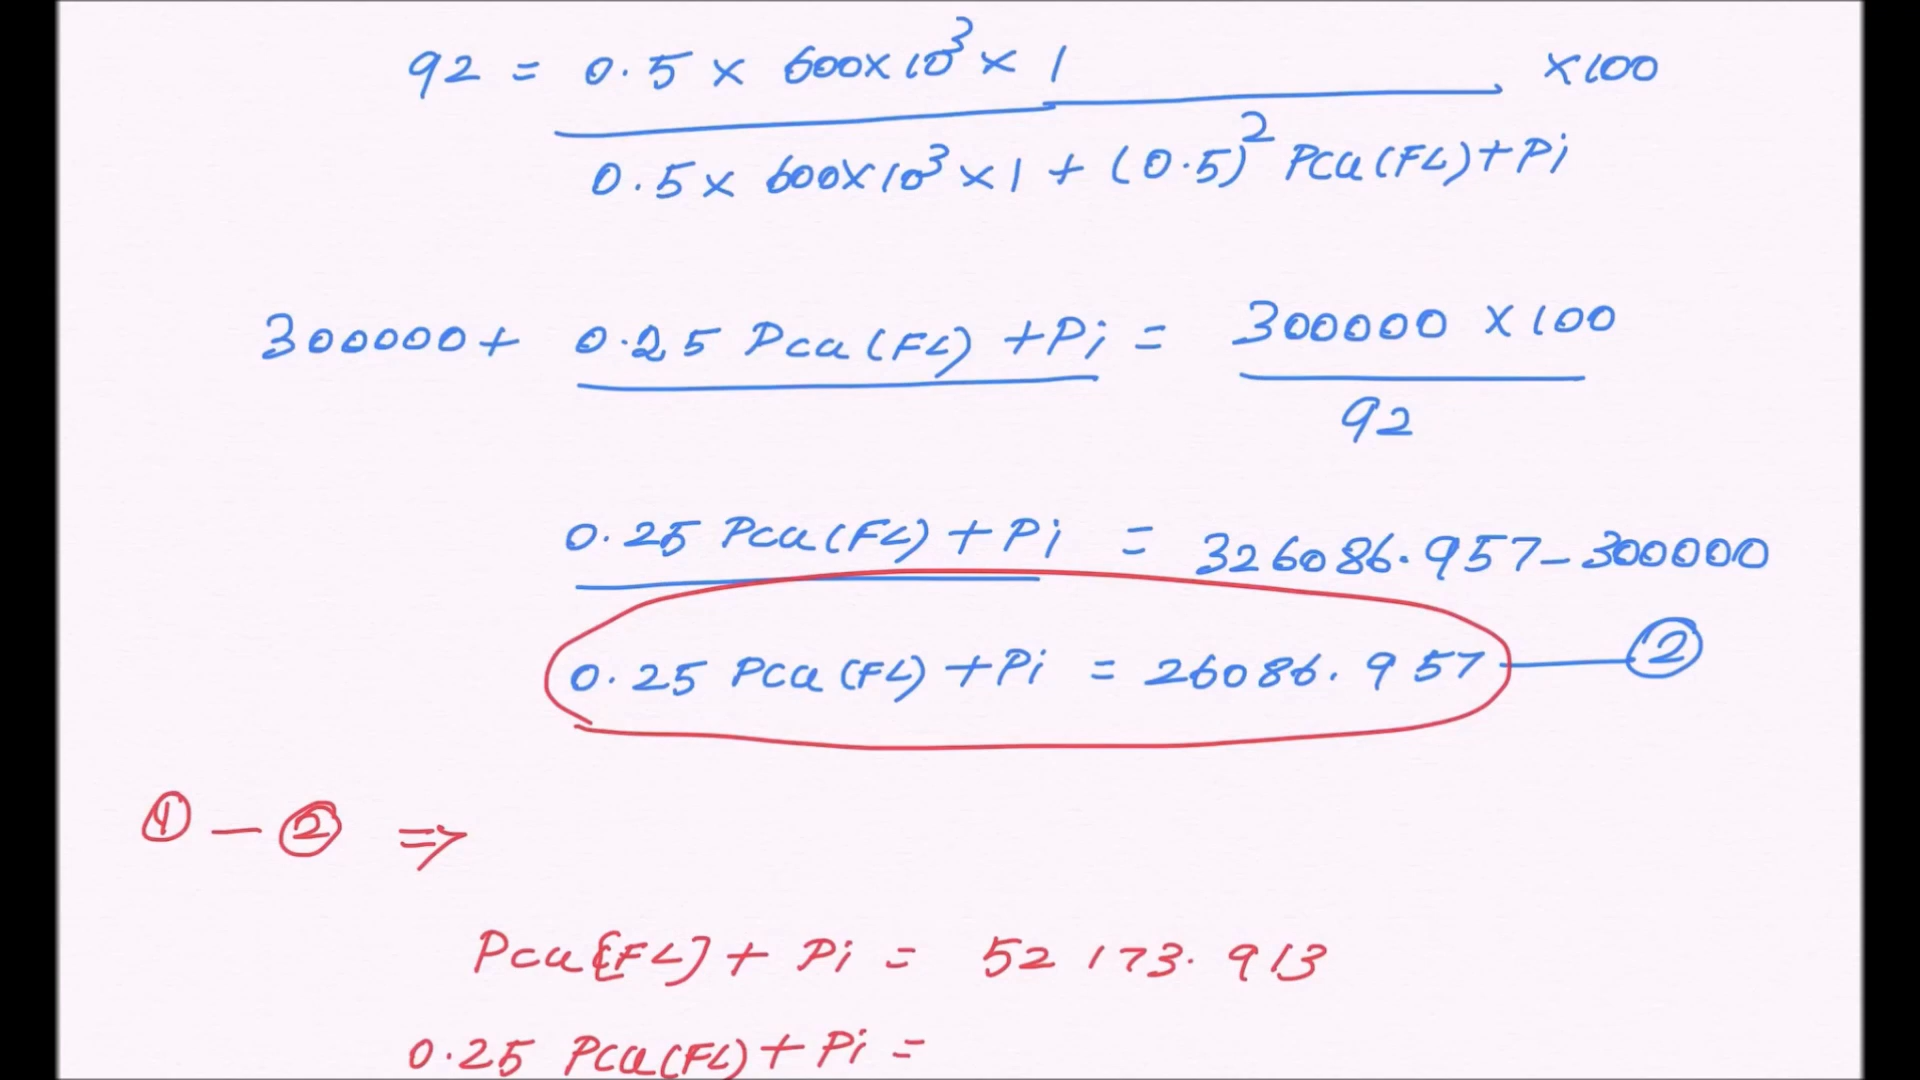 92 = 0.5 × 600×10³ × 1 ×100
0.5 × 600×10³ ×1 + (0.5)² Pcu(FL)+Pi
300000+ 0.25 Pcu(FL) +Pi = 300000 ×100
92
0.25 Pcu(FL)+Pi = 326086.957–300000
0.25 Pcu(FL)+Pi = 26086.957 — ②
① – ② ⇒
Pcu[FL]+ Pi = 52173.913
0.25 Pcu(FL)+Pi =